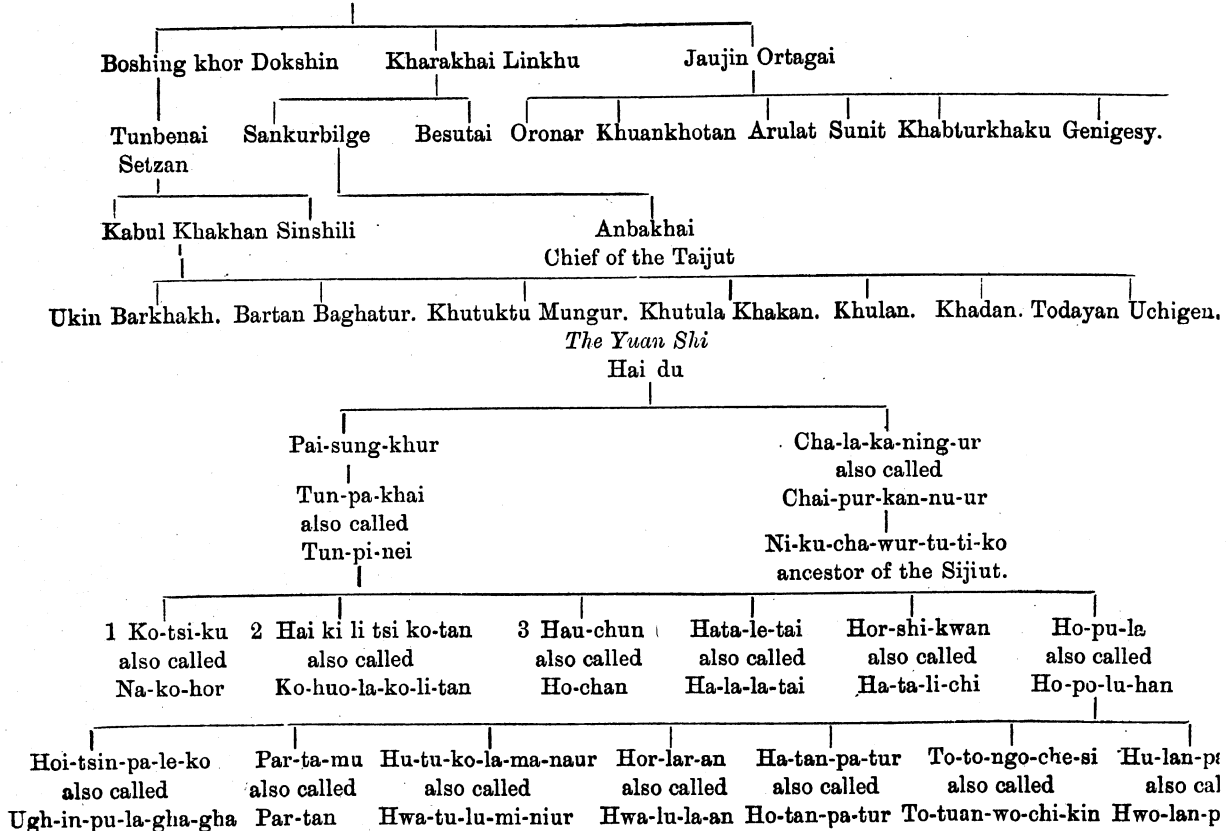 Boshing khor Dokshin Kharakhai Linkhu Jaujin Ortagai
Tunbenai Sankurbilge Besutai Oronar Khuankhotan Arulat Sunit Khabturkhaku Genigesy.
Setzan
Kabul Khakhan Sinshili Anbakhai
Chief of the Taijut
Ukin Barkhakh. Bartan Baghatur. Khutuktu Mungur. Khutula Khakan. Khulan. Khadan. Todayan Uchigen.
The Yuan Shi
Hai du
Pai-sung-khur Cha-la-ka-ning-ur
also called
Tun-pa-khai Chai-pur-kan-nu-ur
also called
Tun-pi-nei Ni-ku-cha-wur-tu-ti-ko
ancestor of the Sijiut.
1 Ko-tsi-ku 2 Hai ki li tsi ko-tan 3 Hau-chun Hata-le-tai Hor-shi-kwan Ho-pu-la
also called also called also called also called also called also called
Na-ko-hor Ko-huo-la-ko-li-tan Ho-chan Ha-la-la-tai Ha-ta-li-chi Ho-po-lu-han
Hoi-tsin-pa-le-ko Par-ta-mu Hu-tu-ko-la-ma-naur Hor-lar-an Ha-tan-pa-tur To-to-ngo-che-si Hu-lan-pa
also called also called also called also called also called also called also cal
Ugh-in-pu-la-gha-gha Par-tan Hwa-tu-lu-mi-niur Hwa-lu-la-an Ho-tan-pa-tur To-tuan-wo-chi-kin Hwo-lan-p